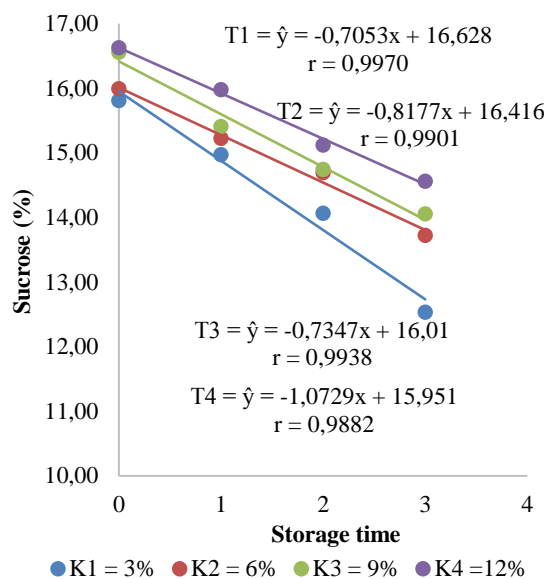 17,00
16,00
15,00
14,00
13,00
12,00
11,00
10,00
Sucrose (%)
T1 = ŷ = -0,7053x + 16,628
r = 0,9970
T2 = ŷ = -0,8177x + 16,416
r = 0,9901
T3 = ŷ = -0,7347x + 16,01
r = 0,9938
T4 = ŷ = -1,0729x + 15,951
r = 0,9882
0 1 2 3 4
Storage time
K1 = 3% K2 = 6% K3 = 9% K4 =12%